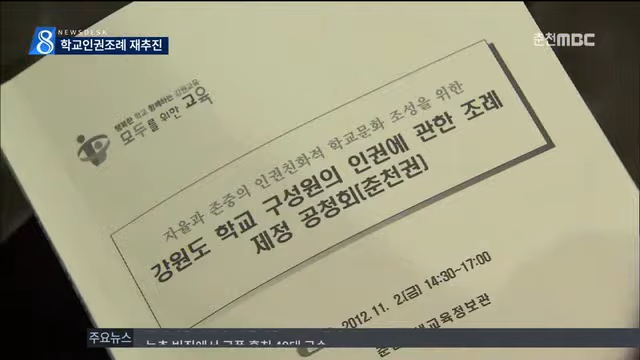 8 NEWSDESK
학교인권조례 재추진
춘천MBC
행복한 학교 함께하는 강원교육
모두를 위한 교육
자율과 존중의 인권친화적 학교문화 조성을 위한
강원도 학교 구성원의 인권에 관한 조례
제정 공청회(춘천권)
2012.11. 2(금) 14:30~17:00
교육정보관
주요뉴스